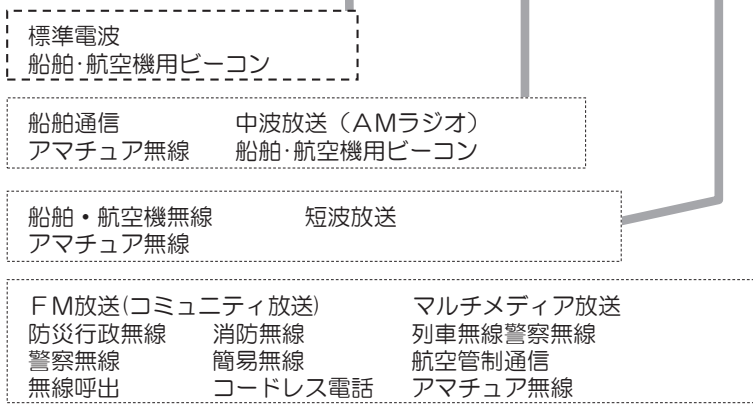 標準電波
船舶･航空機用ビーコン
船舶通信　中波放送（ＡＭラジオ）
アマチュア無線　船舶･航空機用ビーコン
船舶・航空機無線　短波放送
アマチュア無線
ＦＭ放送(コミュニティ放送)　マルチメディア放送
防災行政無線　消防無線　列車無線警察無線
警察無線　簡易無線　航空管制通信
無線呼出　コードレス電話　アマチュア無線